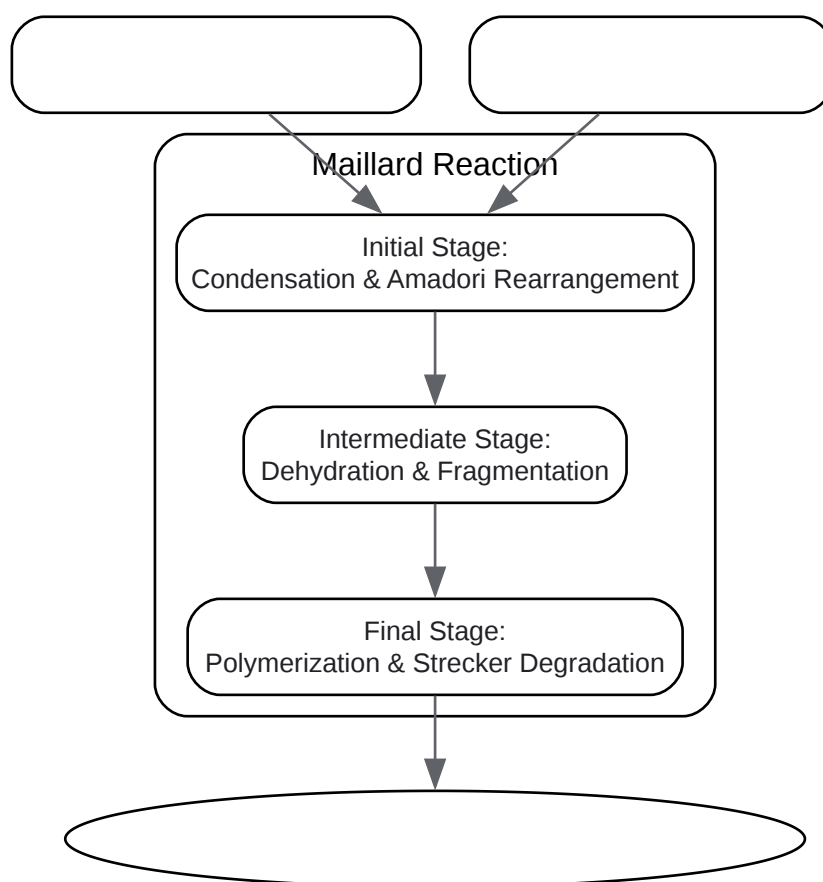 Maillard Reaction
Initial Stage:
Condensation & Amadori Rearrangement
Intermediate Stage:
Dehydration & Fragmentation
Final Stage:
Polymerization & Strecker Degradation